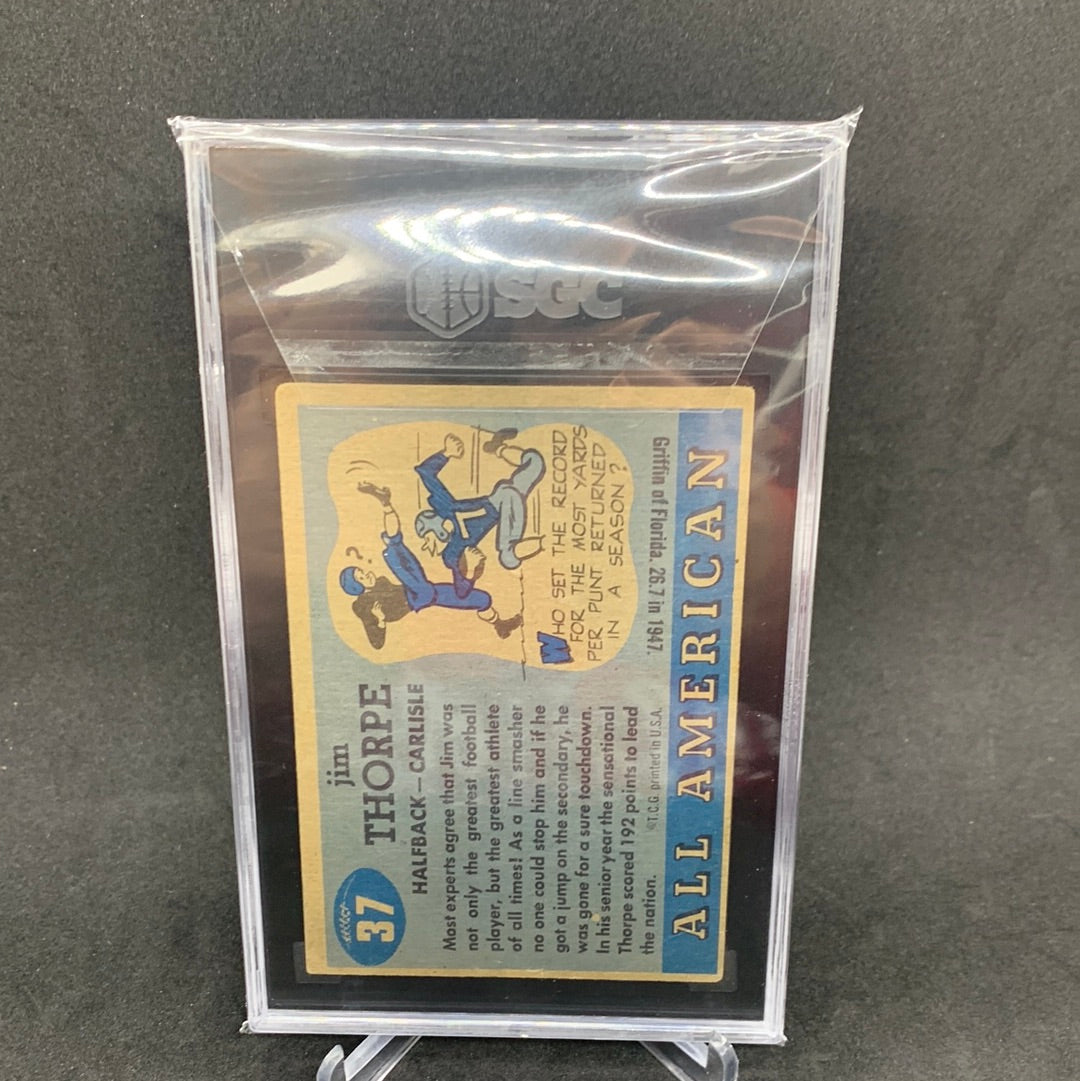 SGC
37
jim
THORPE
HALFBACK — CARLISLE
Most experts agree that Jim was
not only the greatest football
player, but the greatest athlete
of all times! As a line smasher
no one could stop him and if he
got a jump on the secondary, he
was gone for a sure touchdown.
In his senior year the sensational
Thorpe scored 192 points to lead
the nation.
©T.C.G. printed in U.S.A.
?
1
WHO SET THE RECORD
FOR THE MOST YARDS
PER PUNT RETURNED
IN A SEASON?
Griffin of Florida. 26.7 in 1947.
ALL AMERICAN